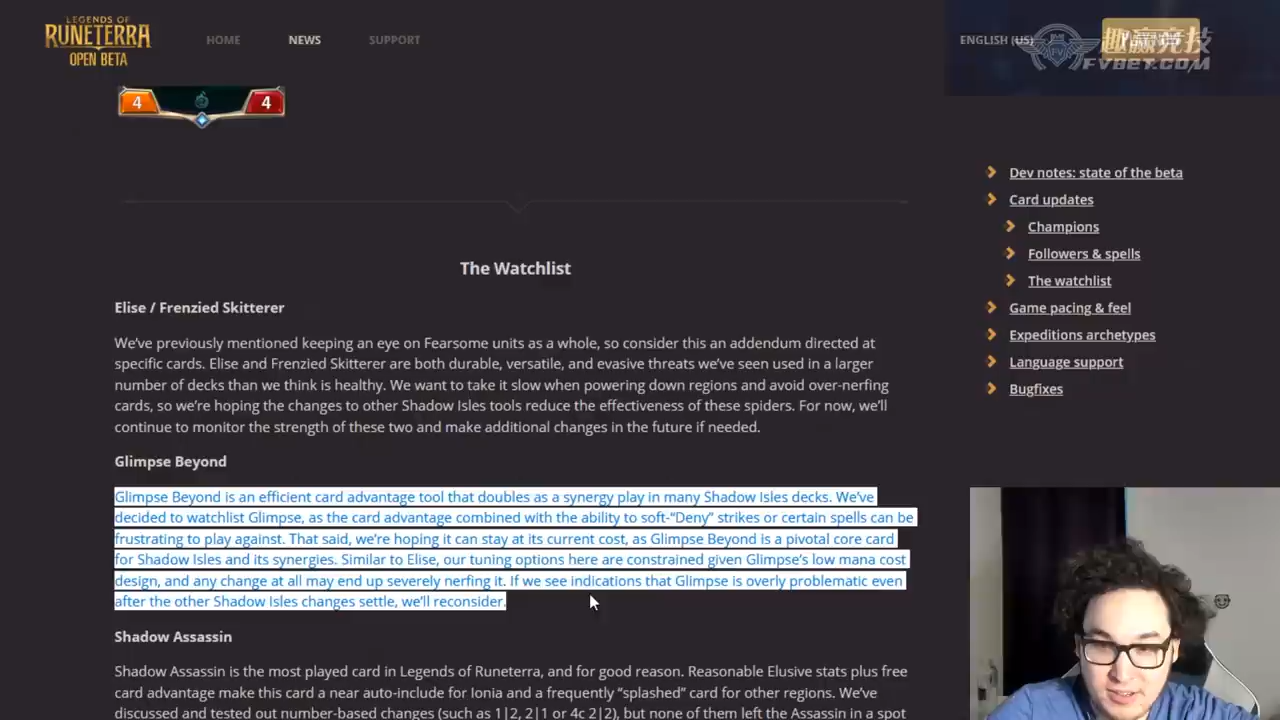 LEGENDS OF
RUNETERRA
OPEN BETA
HOME
NEWS
SUPPORT
ENGLISH (US)
趣赢竞技
FVBET.COM/
4
4
Dev notes: state of the beta
Card updates
Champions
Followers & spells
The watchlist
Game pacing & feel
Expeditions archetypes
Language support
Bugfixes
The Watchlist
Elise / Frenzied Skitterer
We've previously mentioned keeping an eye on Fearsome units as a whole, so consider this an addendum directed at
specific cards. Elise and Frenzied Skitterer are both durable, versatile, and evasive threats we've seen used in a larger
number of decks than we think is healthy. We want to take it slow when powering down regions and avoid over-nerfing
cards, so we're hoping the changes to other Shadow Isles tools reduce the effectiveness of these spiders. For now, we'll
continue to monitor the strength of these two and make additional changes in the future if needed.
Glimpse Beyond
Glimpse Beyond is an efficient card advantage tool that doubles as a synergy play in many Shadow Isles decks. We've
decided to watchlist Glimpse, as the card advantage combined with the ability to soft-“Deny” strikes or certain spells can be
frustrating to play against. That said, we're hoping it can stay at its current cost, as Glimpse Beyond is a pivotal core card
for Shadow Isles and its synergies. Similar to Elise, our tuning options here are constrained given Glimpse's low mana cost
design, and any change at all may end up severely nerfing it. If we see indications that Glimpse is overly problematic even
after the other Shadow Isles changes settle, we'll reconsider.
Shadow Assassin
Shadow Assassin is the most played card in Legends of Runeterra, and for good reason. Reasonable Elusive stats plus free
card advantage make this card a near auto-include for Ionia and a frequently “splashed” card for other regions. We've
discussed and tested out number-based changes (such as 1|2, 2|1 or 4c 2|2), but none of them left the Assassin in a spot